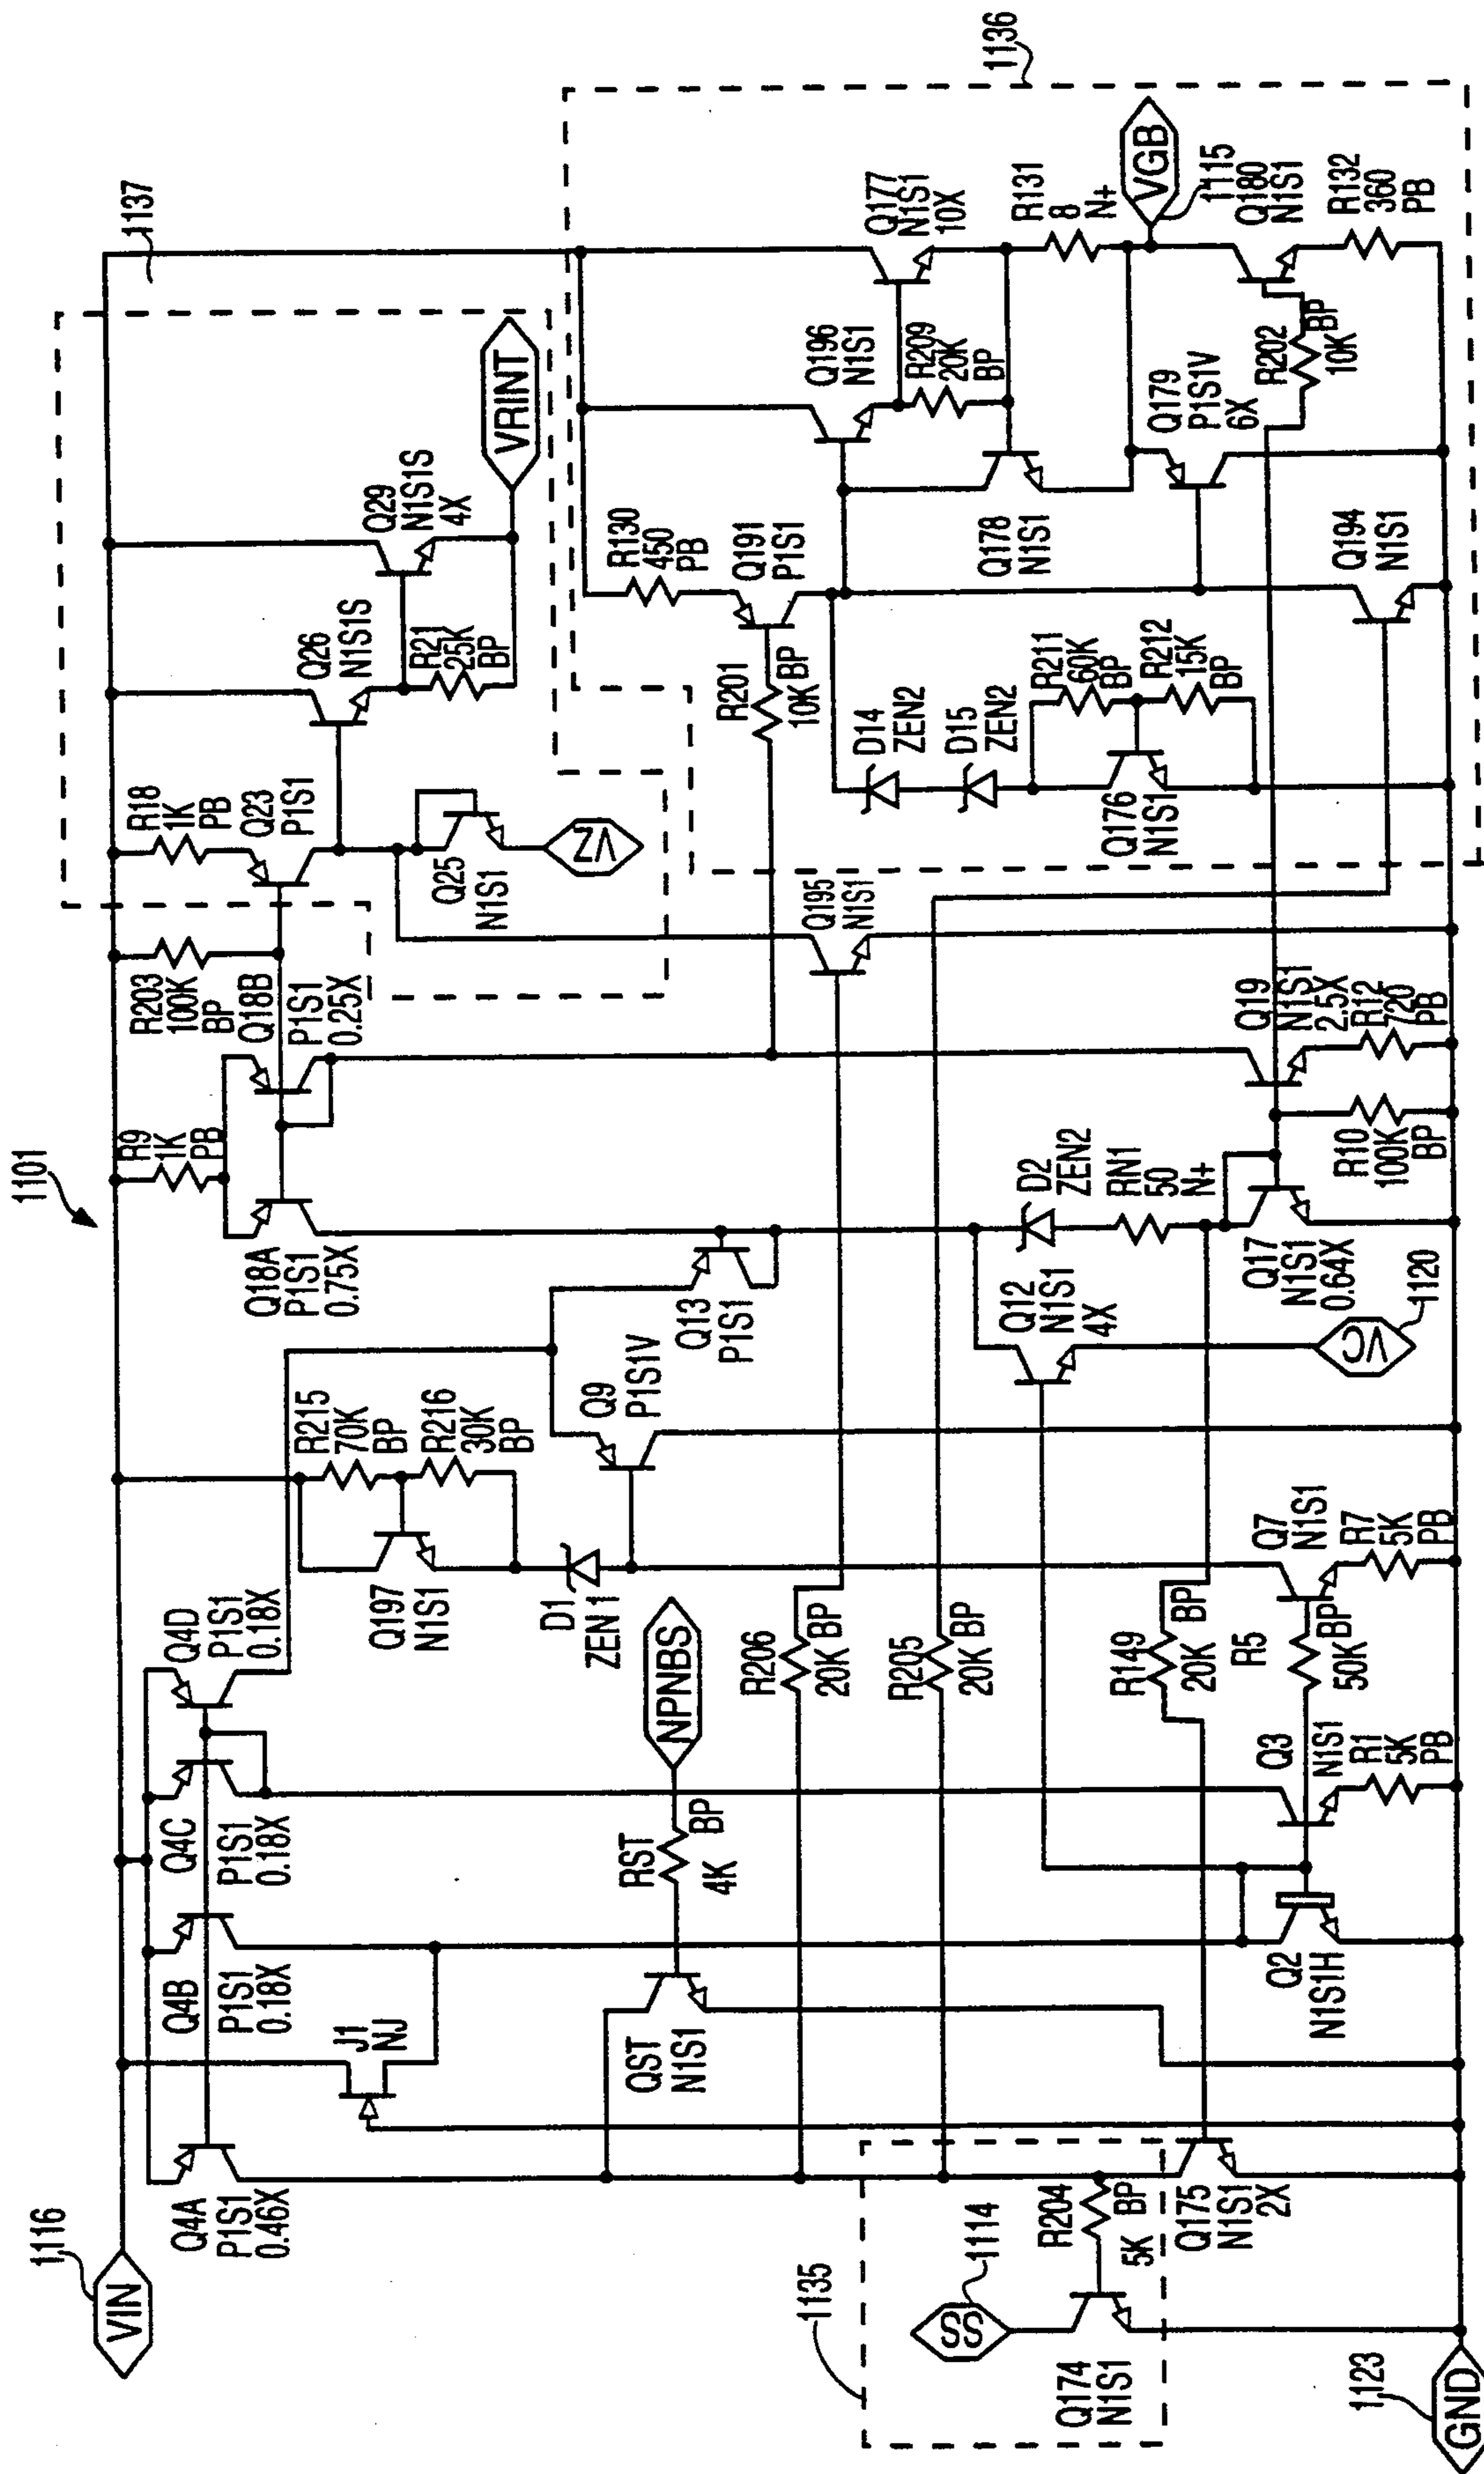 1101
1137
1136
1116
VIN
Q4A
P1S1
0.46X
Q4B
P1S1
0.18X
Q4C
P1S1
0.18X
Q4D
P1S1
0.18X
J1
NJ
R215
70K
BP
R216
30K
BP
Q197
N1S1
D1
ZEN 1
Q9
P1S1V
Q13
P1S1
Q18A
P1S1
0.75X
R9
1K
PB
Q18B
P1S1
0.25X
R203
100K
BP
R18
1K
PB
Q23
P1S1
Q25
N1S1
VZ
Q26
N1S1S
R21
25K
BP
Q29
N1S1S
4X
VRINT
QST
N1S1
RST
4K
BP
NPNBS
R206
20K
BP
R205
20K
BP
R149
20K
BP
Q195
N1S1
R201
10K
BP
R130
450
PB
Q191
P1S1
Q196
N1S1
R209
20K
BP
Q177
N1S1
10X
R131
8
N+
VGB
1115
Q178
N1S1
Q179
P1S1V
6X
Q180
N1S1
R202
10K
BP
R132
360
PB
D14
ZEN2
D15
ZEN2
R211
60K
BP
R212
15K
BP
Q176
N1S1
Q194
N1S1
1135
SS
1114
Q174
N1S1
R204
5K
BP
Q175
N1S1
2X
Q2
N1S1H
Q3
N1S1
R1
5K
PB
R5
50K
BP
Q7
N1S1
R7
5K
PB
Q12
N1S1
4X
VC
1120
D2
ZEN2
RN1
50
N+
Q17
N1S1
0.64X
R10
100K
BP
Q19
N1S1
2.5X
R12
720
PB
1123
GND